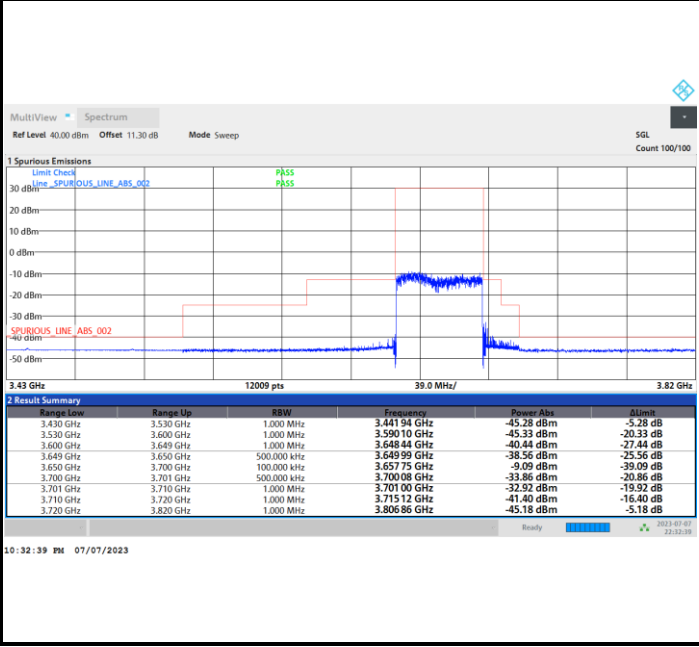 MultiView Spectrum
Ref Level 40.00 dBm Offset 11.30 dB Mode Sweep SGL
Count 100/100
1 Spurious Emissions
Limit Check PASS
Line _SPURIOUS_LINE_ABS_002 PASS
30 dBm
20 dBm
10 dBm
0 dBm
-10 dBm
-20 dBm
-30 dBm
SPURIOUS_LINE_ABS_002
-40 dBm
-50 dBm
3.43 GHz 12009 pts 39.0 MHz/ 3.82 GHz
2 Result Summary
Range Low Range Up RBW Frequency Power Abs ΔLimit
3.430 GHz 3.530 GHz 1.000 MHz 3.441 94 GHz -45.28 dBm -5.28 dB
3.530 GHz 3.600 GHz 1.000 MHz 3.590 10 GHz -45.33 dBm -20.33 dB
3.600 GHz 3.649 GHz 1.000 MHz 3.648 44 GHz -40.44 dBm -27.44 dB
3.649 GHz 3.650 GHz 500.000 kHz 3.649 99 GHz -38.56 dBm -25.56 dB
3.650 GHz 3.700 GHz 100.000 kHz 3.657 75 GHz -9.09 dBm -39.09 dB
3.700 GHz 3.701 GHz 500.000 kHz 3.700 08 GHz -33.86 dBm -20.86 dB
3.701 GHz 3.710 GHz 1.000 MHz 3.701 00 GHz -32.92 dBm -19.92 dB
3.710 GHz 3.720 GHz 1.000 MHz 3.715 12 GHz -41.40 dBm -16.40 dB
3.720 GHz 3.820 GHz 1.000 MHz 3.806 86 GHz -45.18 dBm -5.18 dB
Ready 2023-07-07
22:32:39
10:32:39 PM 07/07/2023